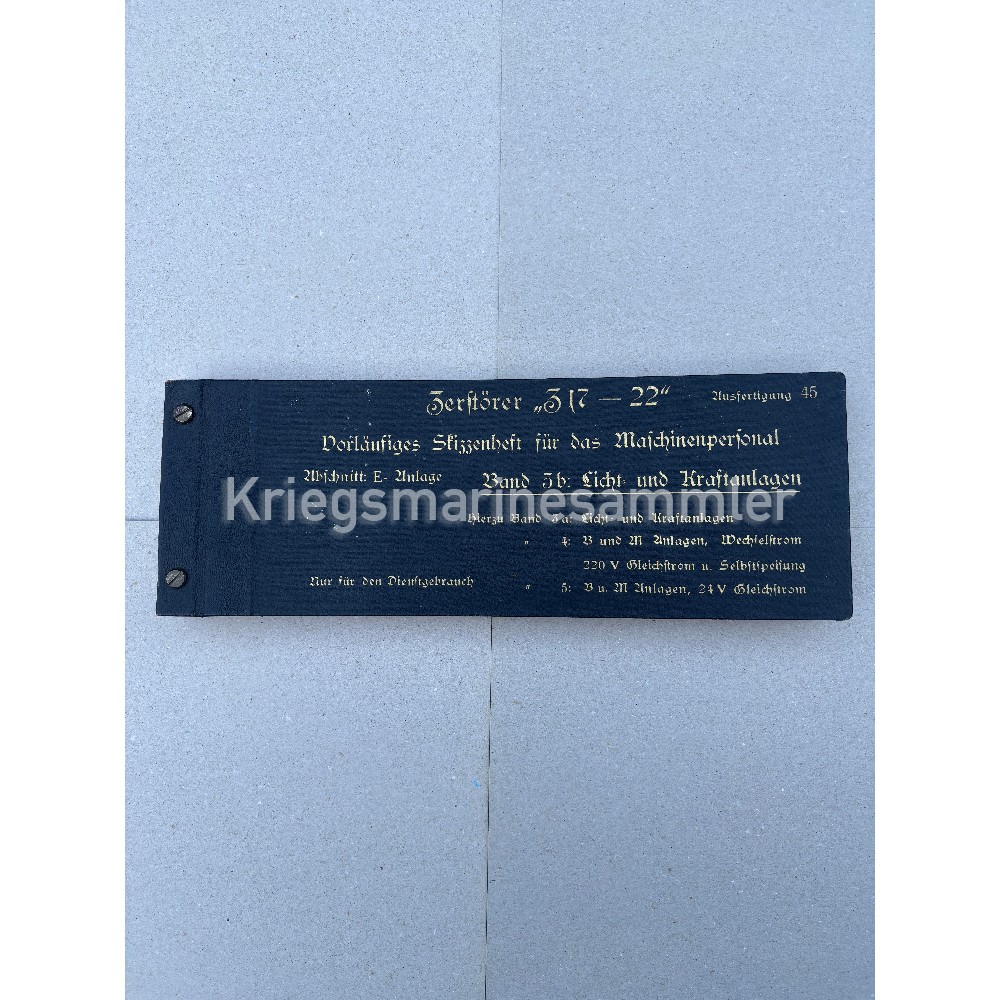 Zerstörer „Z 17 — 22“ Ausfertigung 45
Vorläufiges Skizzenheft für das Maschinenpersonal
Abschnitt: E- Anlage Band 3b: Licht- und Kraftanlagen
Kriegsmarinesammler
Hierzu Band 3a: Licht- und Kraftanlagen
" 4: B und M Anlagen, Wechselstrom
220 V Gleichstrom u. Selbstspeisung
Nur für den Dienstgebrauch " 5: B u. M Anlagen, 24 V Gleichstrom